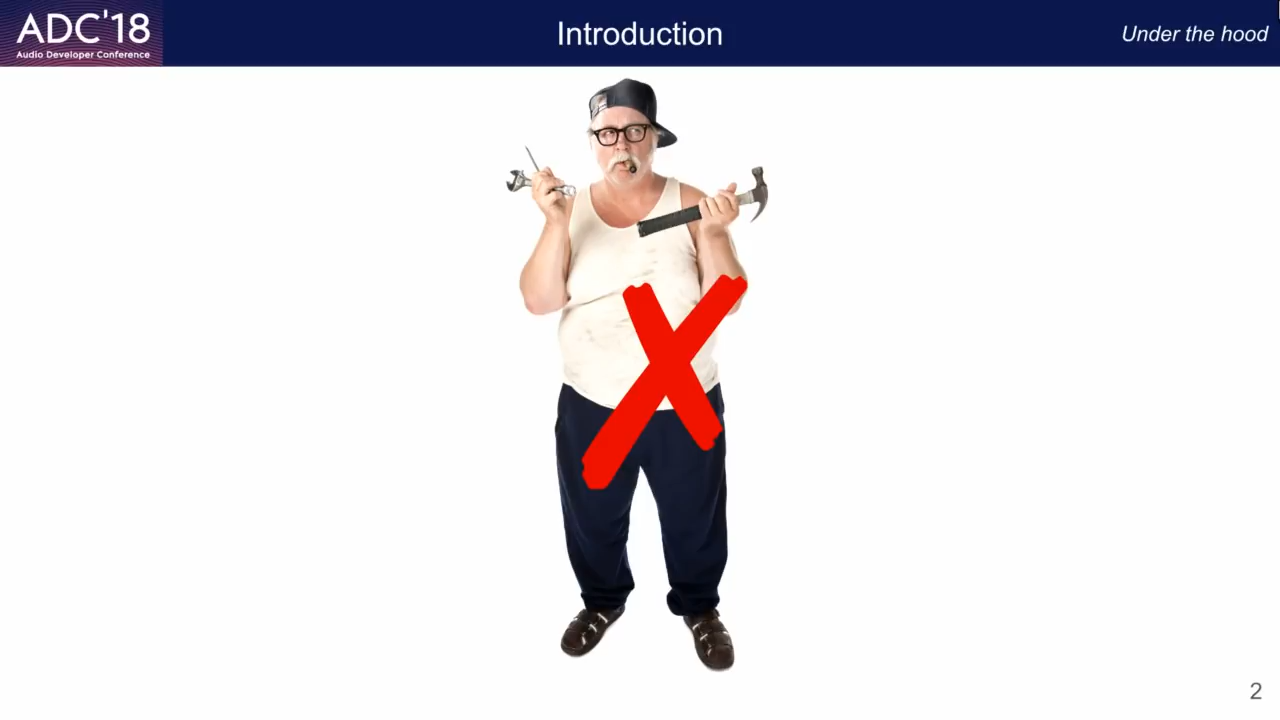 ADC'18
Audio Developer Conference
Introduction
Under the hood
2